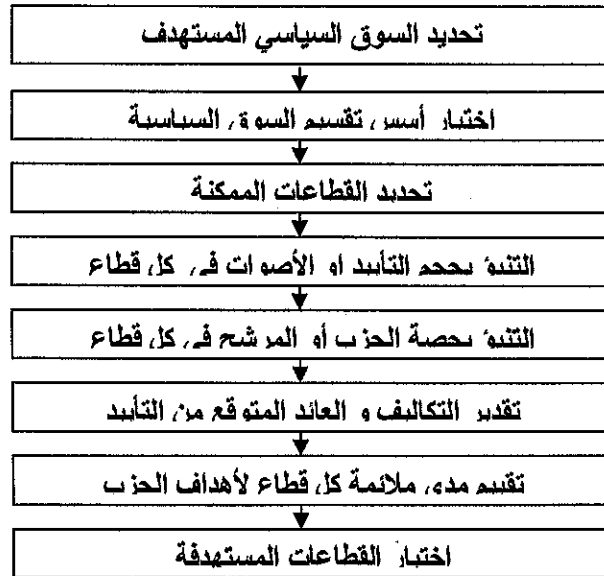 تحديد السوق السياسي المستهدف
اختيار أسس تقسيم السوق السياسية
تحديد القطاعات الممكنة
التنبؤ بحجم التأييد او الأصوات في كل قطاع
التنبؤ بحصة الحزب أو المرشح في كل قطاع
تقدير التكاليف و العائد المتوقع من التأييد
تقييم مدى ملائمة كل قطاع لأهداف الحزب
اختيار القطاعات المستهدفة